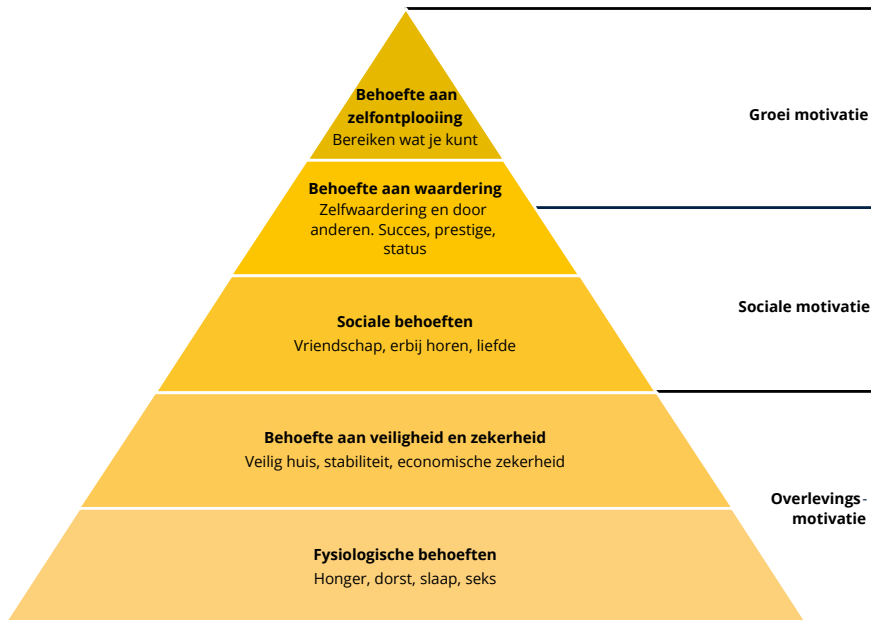 Behoefte aan
zelfontplooiing
Bereiken wat je kunt
Groei motivatie
Behoefte aan waardering
Zelfwaardering en door
anderen. Succes, prestige,
status
Sociale behoeften
Vriendschap, erbij horen, liefde
Sociale motivatie
Behoefte aan veiligheid en zekerheid
Veilig huis, stabiliteit, economische zekerheid
Overlevings-
motivatie
Fysiologische behoeften
Honger, dorst, slaap, seks